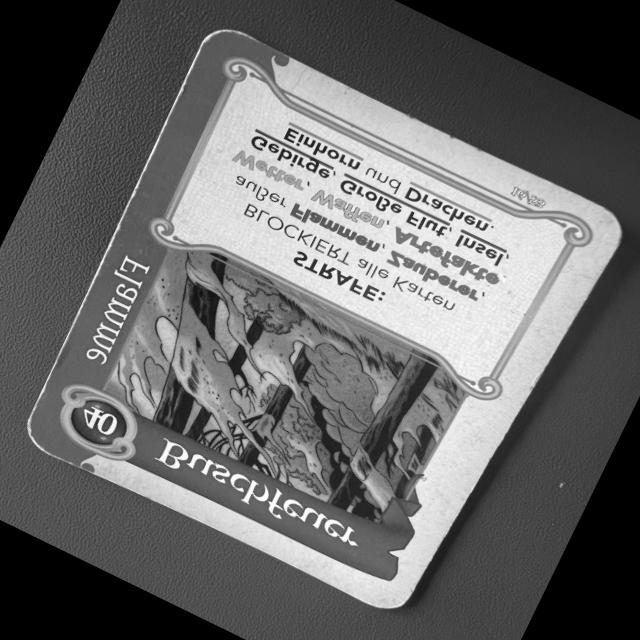 40
Buschfeuer
Flamme
STRAFE:
BLOCKIERT alle Karten
außer Flammen, Zauberer,
Wetter, Waffen, Artefakte,
Gebirge, Große Flut, Insel,
Einhorn und Drachen.